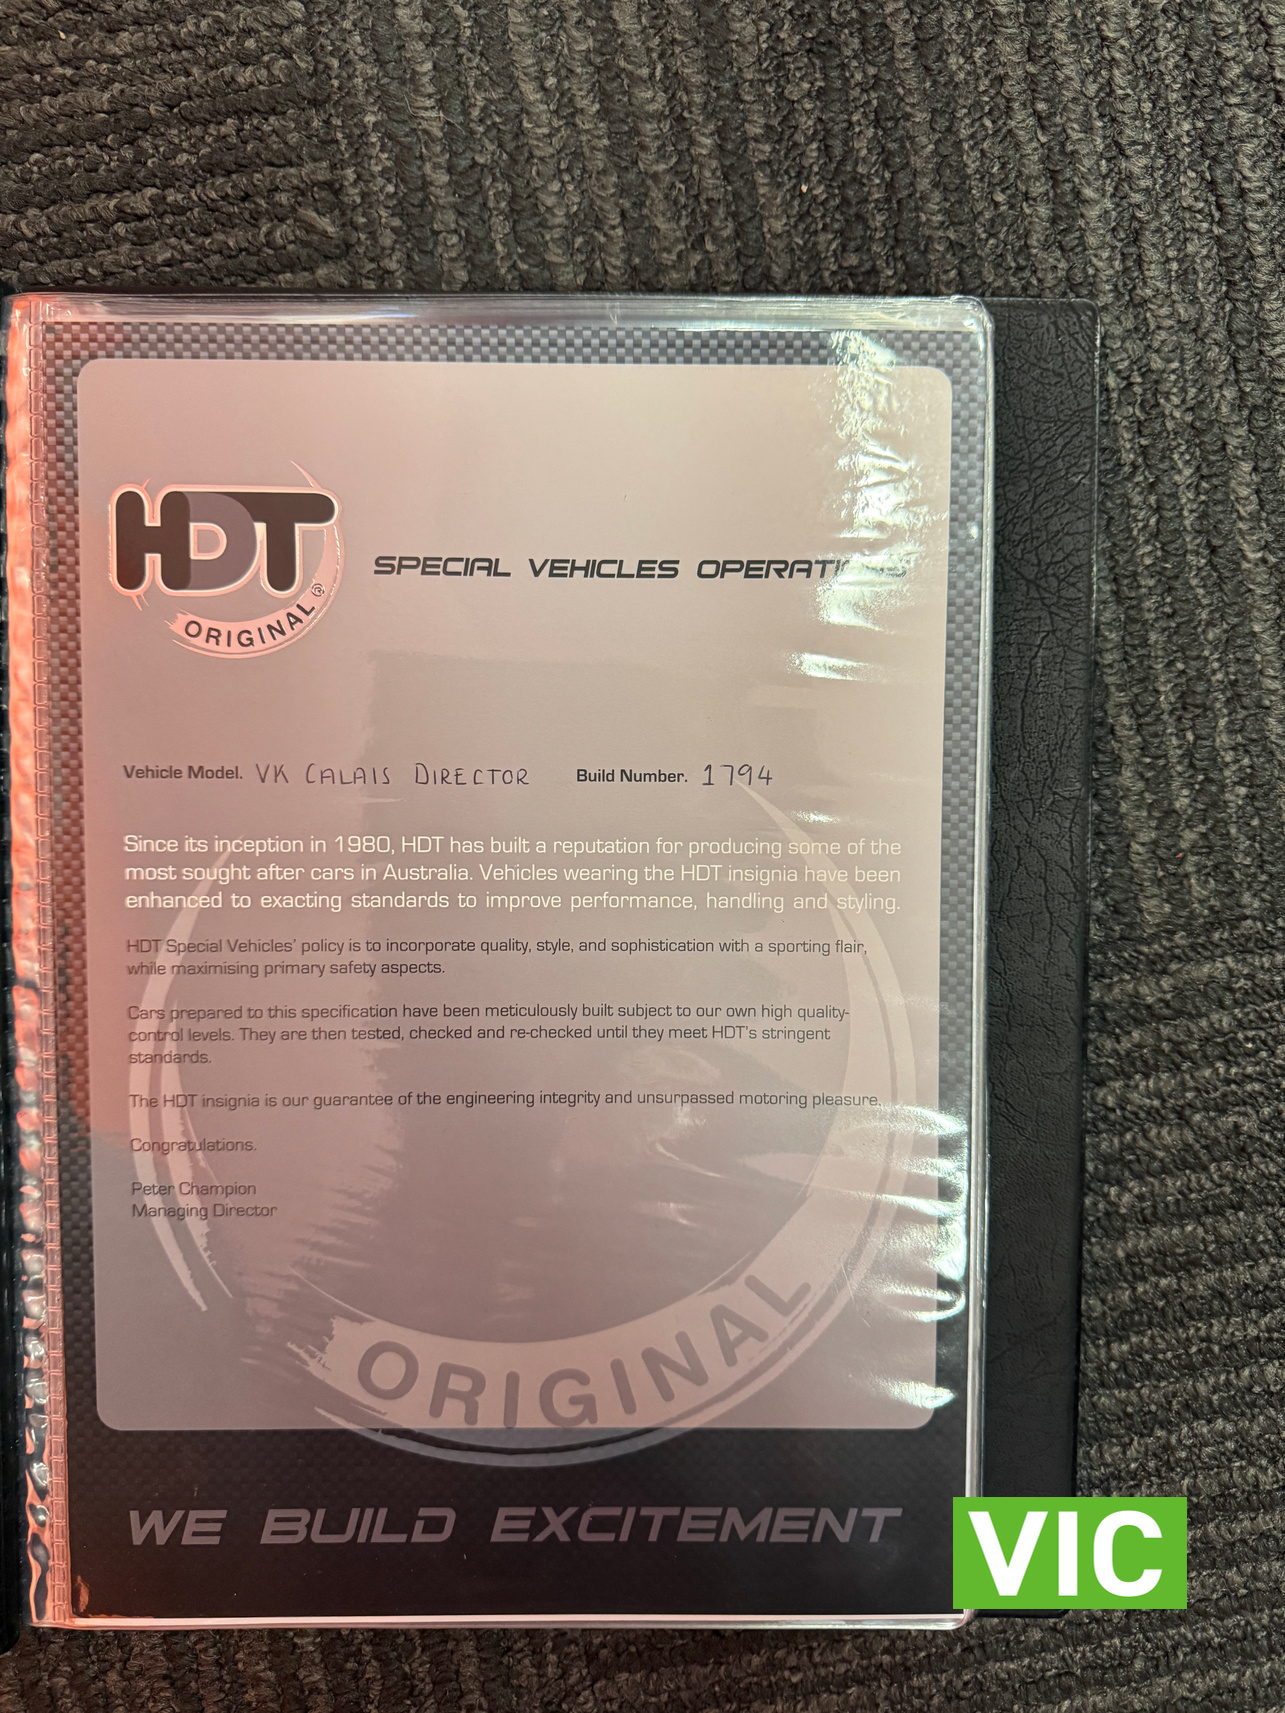 HDT
ORIGINAL ®
SPECIAL VEHICLES OPERATIONS
Vehicle Model. VK CALAIS DIRECTOR Build Number. 1794
Since its inception in 1980, HDT has built a reputation for producing some of the
most sought after cars in Australia. Vehicles wearing the HDT insignia have been
enhanced to exacting standards to improve performance, handling and styling.
HDT Special Vehicles' policy is to incorporate quality, style, and sophistication with a sporting flair,
while maximising primary safety aspects.
Cars prepared to this specification have been meticulously built subject to our own high quality-
control levels. They are then tested, checked and re-checked until they meet HDT's stringent
standards.
The HDT insignia is our guarantee of the engineering integrity and unsurpassed motoring pleasure.
Congratulations.
Peter Champion
Managing Director
ORIGINAL
WE BUILD EXCITEMENT
VIC